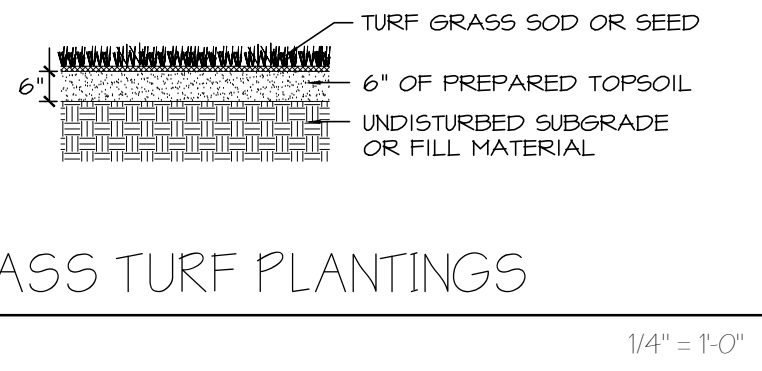 TURF GRASS SOD OR SEED
6"
6" OF PREPARED TOPSOIL
UNDISTURBED SUBGRADE
OR FILL MATERIAL
ASS TURF PLANTINGS
1/4" = 1'-0"